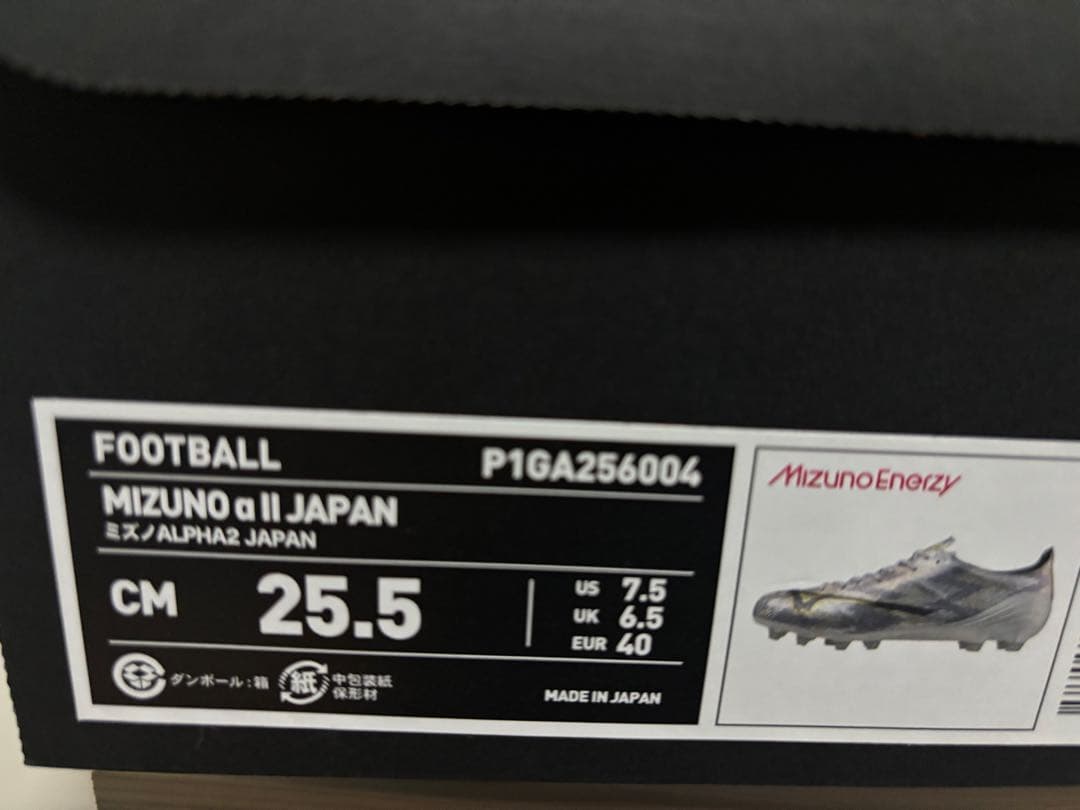 FOOTBALL P1GA256004
MIZUNO α II JAPAN
ミズノALPHA2 JAPAN
CM 25.5
US 7.5
UK 6.5
EUR 40
ダンボール:箱
紙 中包装紙
保形材
MADE IN JAPAN
MizunoEnerzy